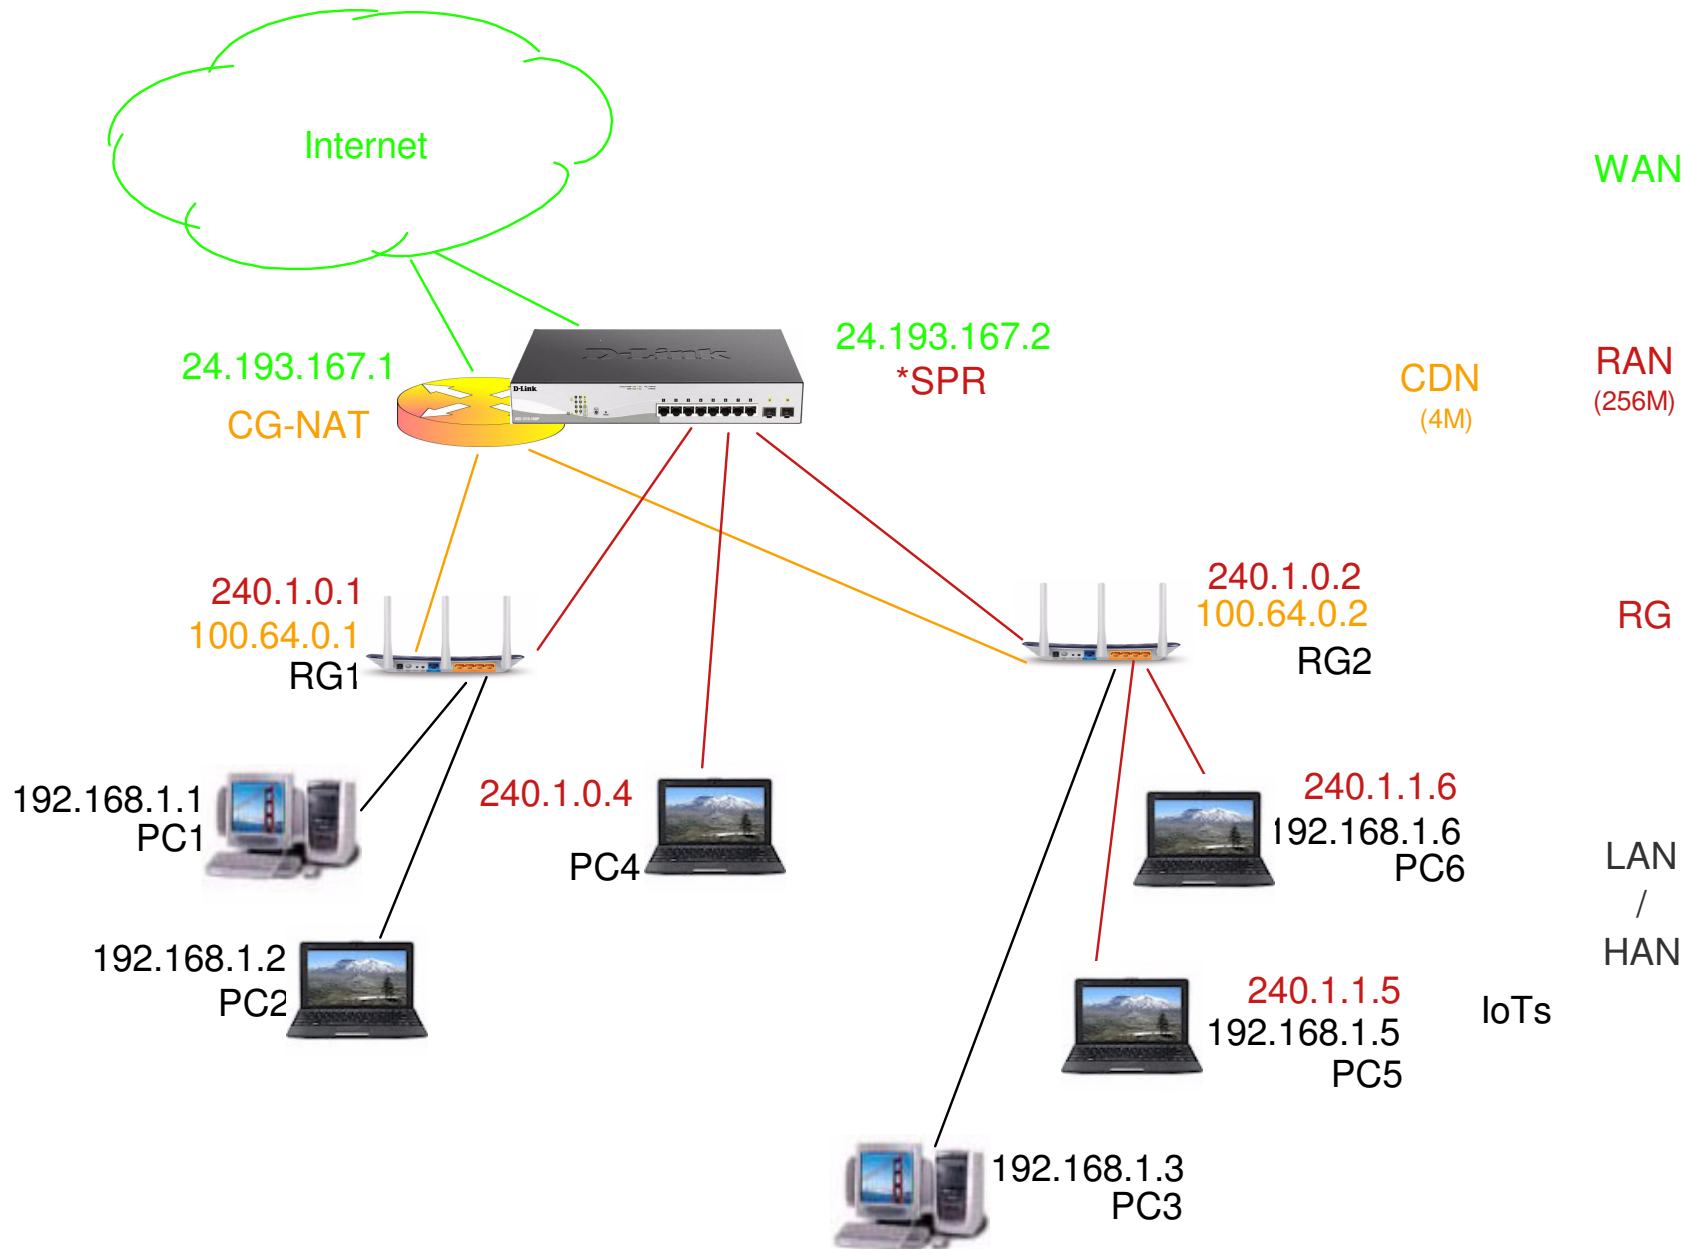 Internet
WAN
24.193.167.1
CG-NAT
D-Link
D-Link
24.193.167.2
*SPR
CDN
(4M)
RAN
(256M)
240.1.0.1
100.64.0.1
RG1
240.1.0.2
100.64.0.2
RG2
RG
192.168.1.1
PC1
240.1.0.4
PC4
240.1.1.6
192.168.1.6
PC6
LAN
/
HAN
192.168.1.2
PC2
240.1.1.5
192.168.1.5
PC5
IoTs
192.168.1.3
PC3